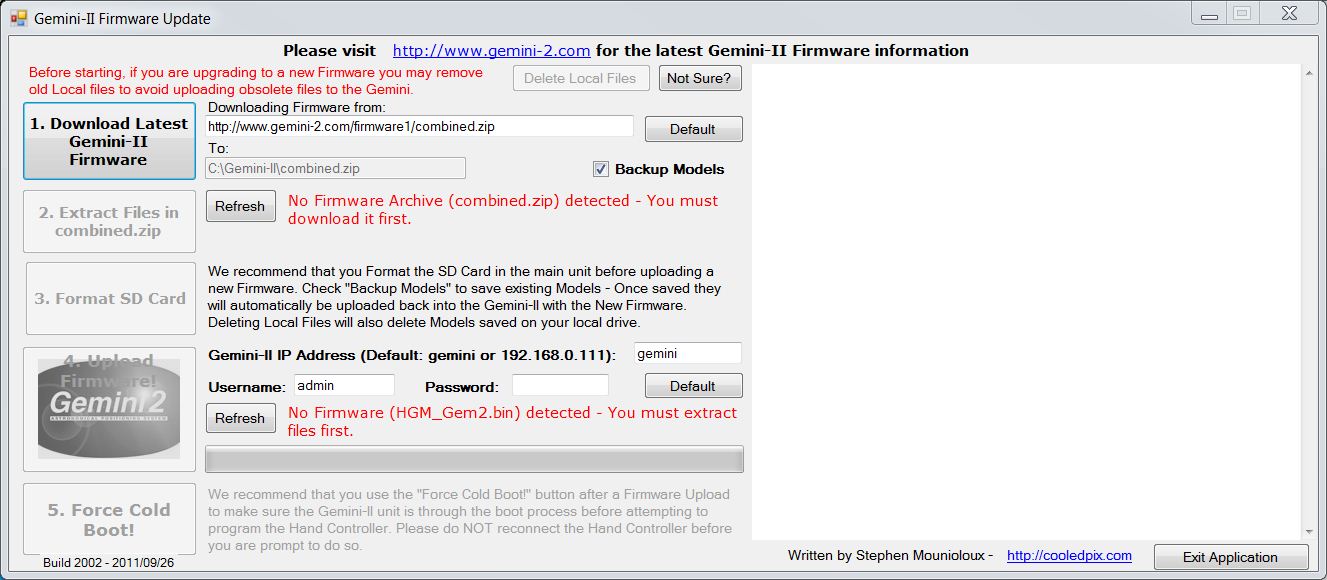 Gemini-II Firmware Update
Please visit http://www.gemini-2.com for the latest Gemini-II Firmware information
Before starting, if you are upgrading to a new Firmware you may remove
old Local files to avoid uploading obsolete files to the Gemini.
Delete Local Files
Not Sure?
1. Download Latest
Gemini-II
Firmware
Downloading Firmware from:
http://www.gemini-2.com/firmware1/combined.zip
Default
To:
C:\Gemini-II\combined.zip
Backup Models
2. Extract Files in
combined.zip
Refresh
No Firmware Archive (combined.zip) detected - You must
download it first.
3. Format SD Card
We recommend that you Format the SD Card in the main unit before uploading a
new Firmware. Check "Backup Models" to save existing Models - Once saved they
will automatically be uploaded back into the Gemini-II with the New Firmware.
Deleting Local Files will also delete Models saved on your local drive.
4. Upload
Firmware!
Gemini 2
ASTRONOMICAL POSITIONING SYSTEM
Gemini-II IP Address (Default: gemini or 192.168.0.111):
gemini
Username:
admin
Password:
Default
Refresh
No Firmware (HGM_Gem2.bin) detected - You must extract
files first.
5. Force Cold
Boot!
We recommend that you use the "Force Cold Boot!" button after a Firmware Upload
to make sure the Gemini-II unit is through the boot process before attempting to
program the Hand Controller. Please do NOT reconnect the Hand Controller before
you are prompt to do so.
Build 2002 - 2011/09/26
Written by Stephen Mounioloux - http://cooledpix.com
Exit Application